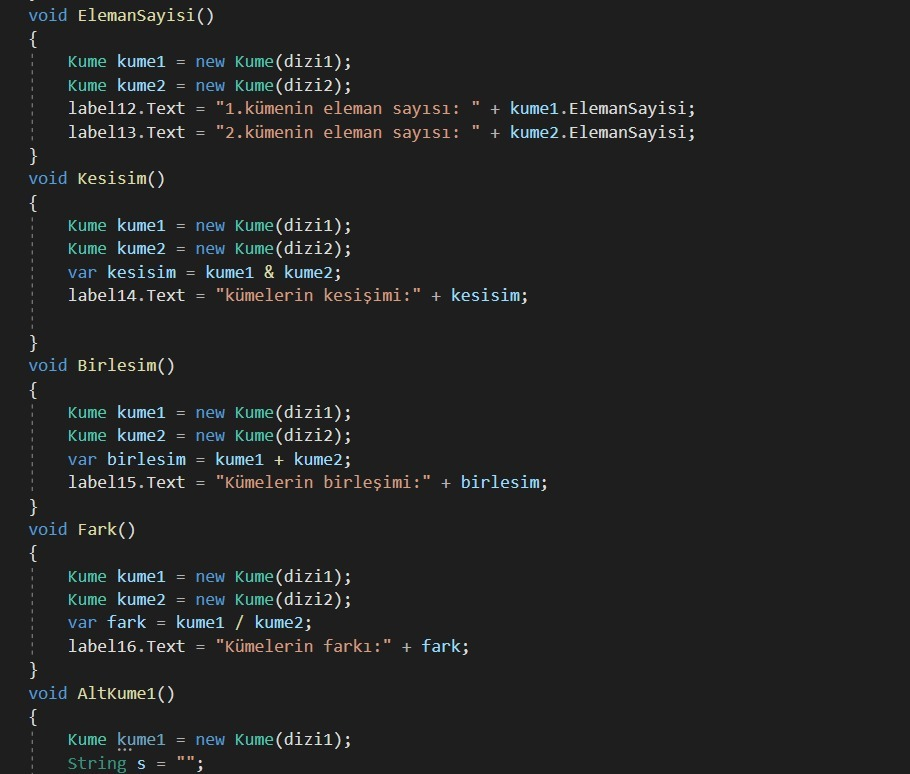 void ElemanSayisi()
{
Kume kume1 = new Kume(dizi1);
Kume kume2 = new Kume(dizi2);
label12.Text = "1.kümenin eleman sayısı: " + kume1.ElemanSayisi;
label13.Text = "2.kümenin eleman sayısı: " + kume2.ElemanSayisi;
}
void Kesisim()
{
Kume kume1 = new Kume(dizi1);
Kume kume2 = new Kume(dizi2);
var kesisim = kume1 & kume2;
label14.Text = "kümelerin kesişimi:" + kesisim;
}
void Birlesim()
{
Kume kume1 = new Kume(dizi1);
Kume kume2 = new Kume(dizi2);
var birlesim = kume1 + kume2;
label15.Text = "Kümelerin birleşimi:" + birlesim;
}
void Fark()
{
Kume kume1 = new Kume(dizi1);
Kume kume2 = new Kume(dizi2);
var fark = kume1 / kume2;
label16.Text = "Kümelerin farkı:" + fark;
}
void AltKume1()
{
Kume kume1 = new Kume(dizi1);
String s = "";